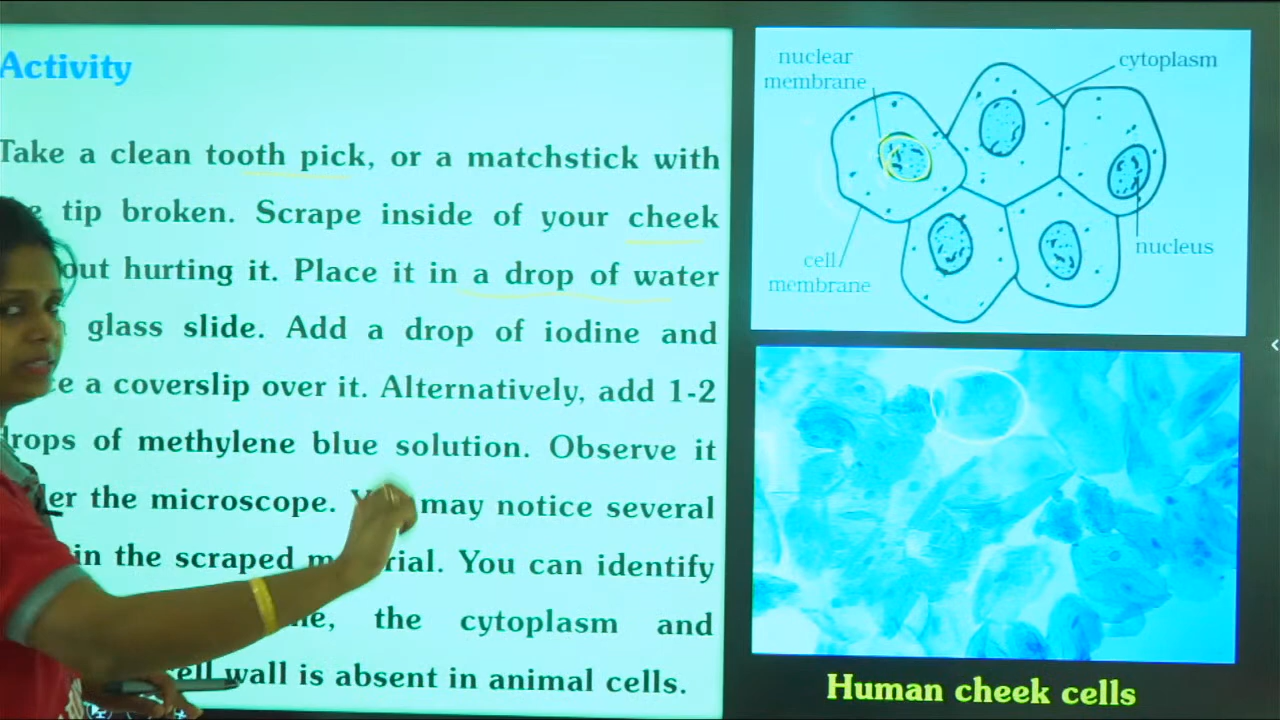 Activity
Take a clean tooth pick, or a matchstick with
tip broken. Scrape inside of your cheek
out hurting it. Place it in a drop of water
glass slide. Add a drop of iodine and
a coverslip over it. Alternatively, add 1-2
rops of methylene blue solution. Observe it
the microscope. may notice several
in the scraped You can identify
the cytoplasm and
wall is absent in animal cells.
nuclear
membrane
cytoplasm
cell
membrane
nucleus
Human cheek cells